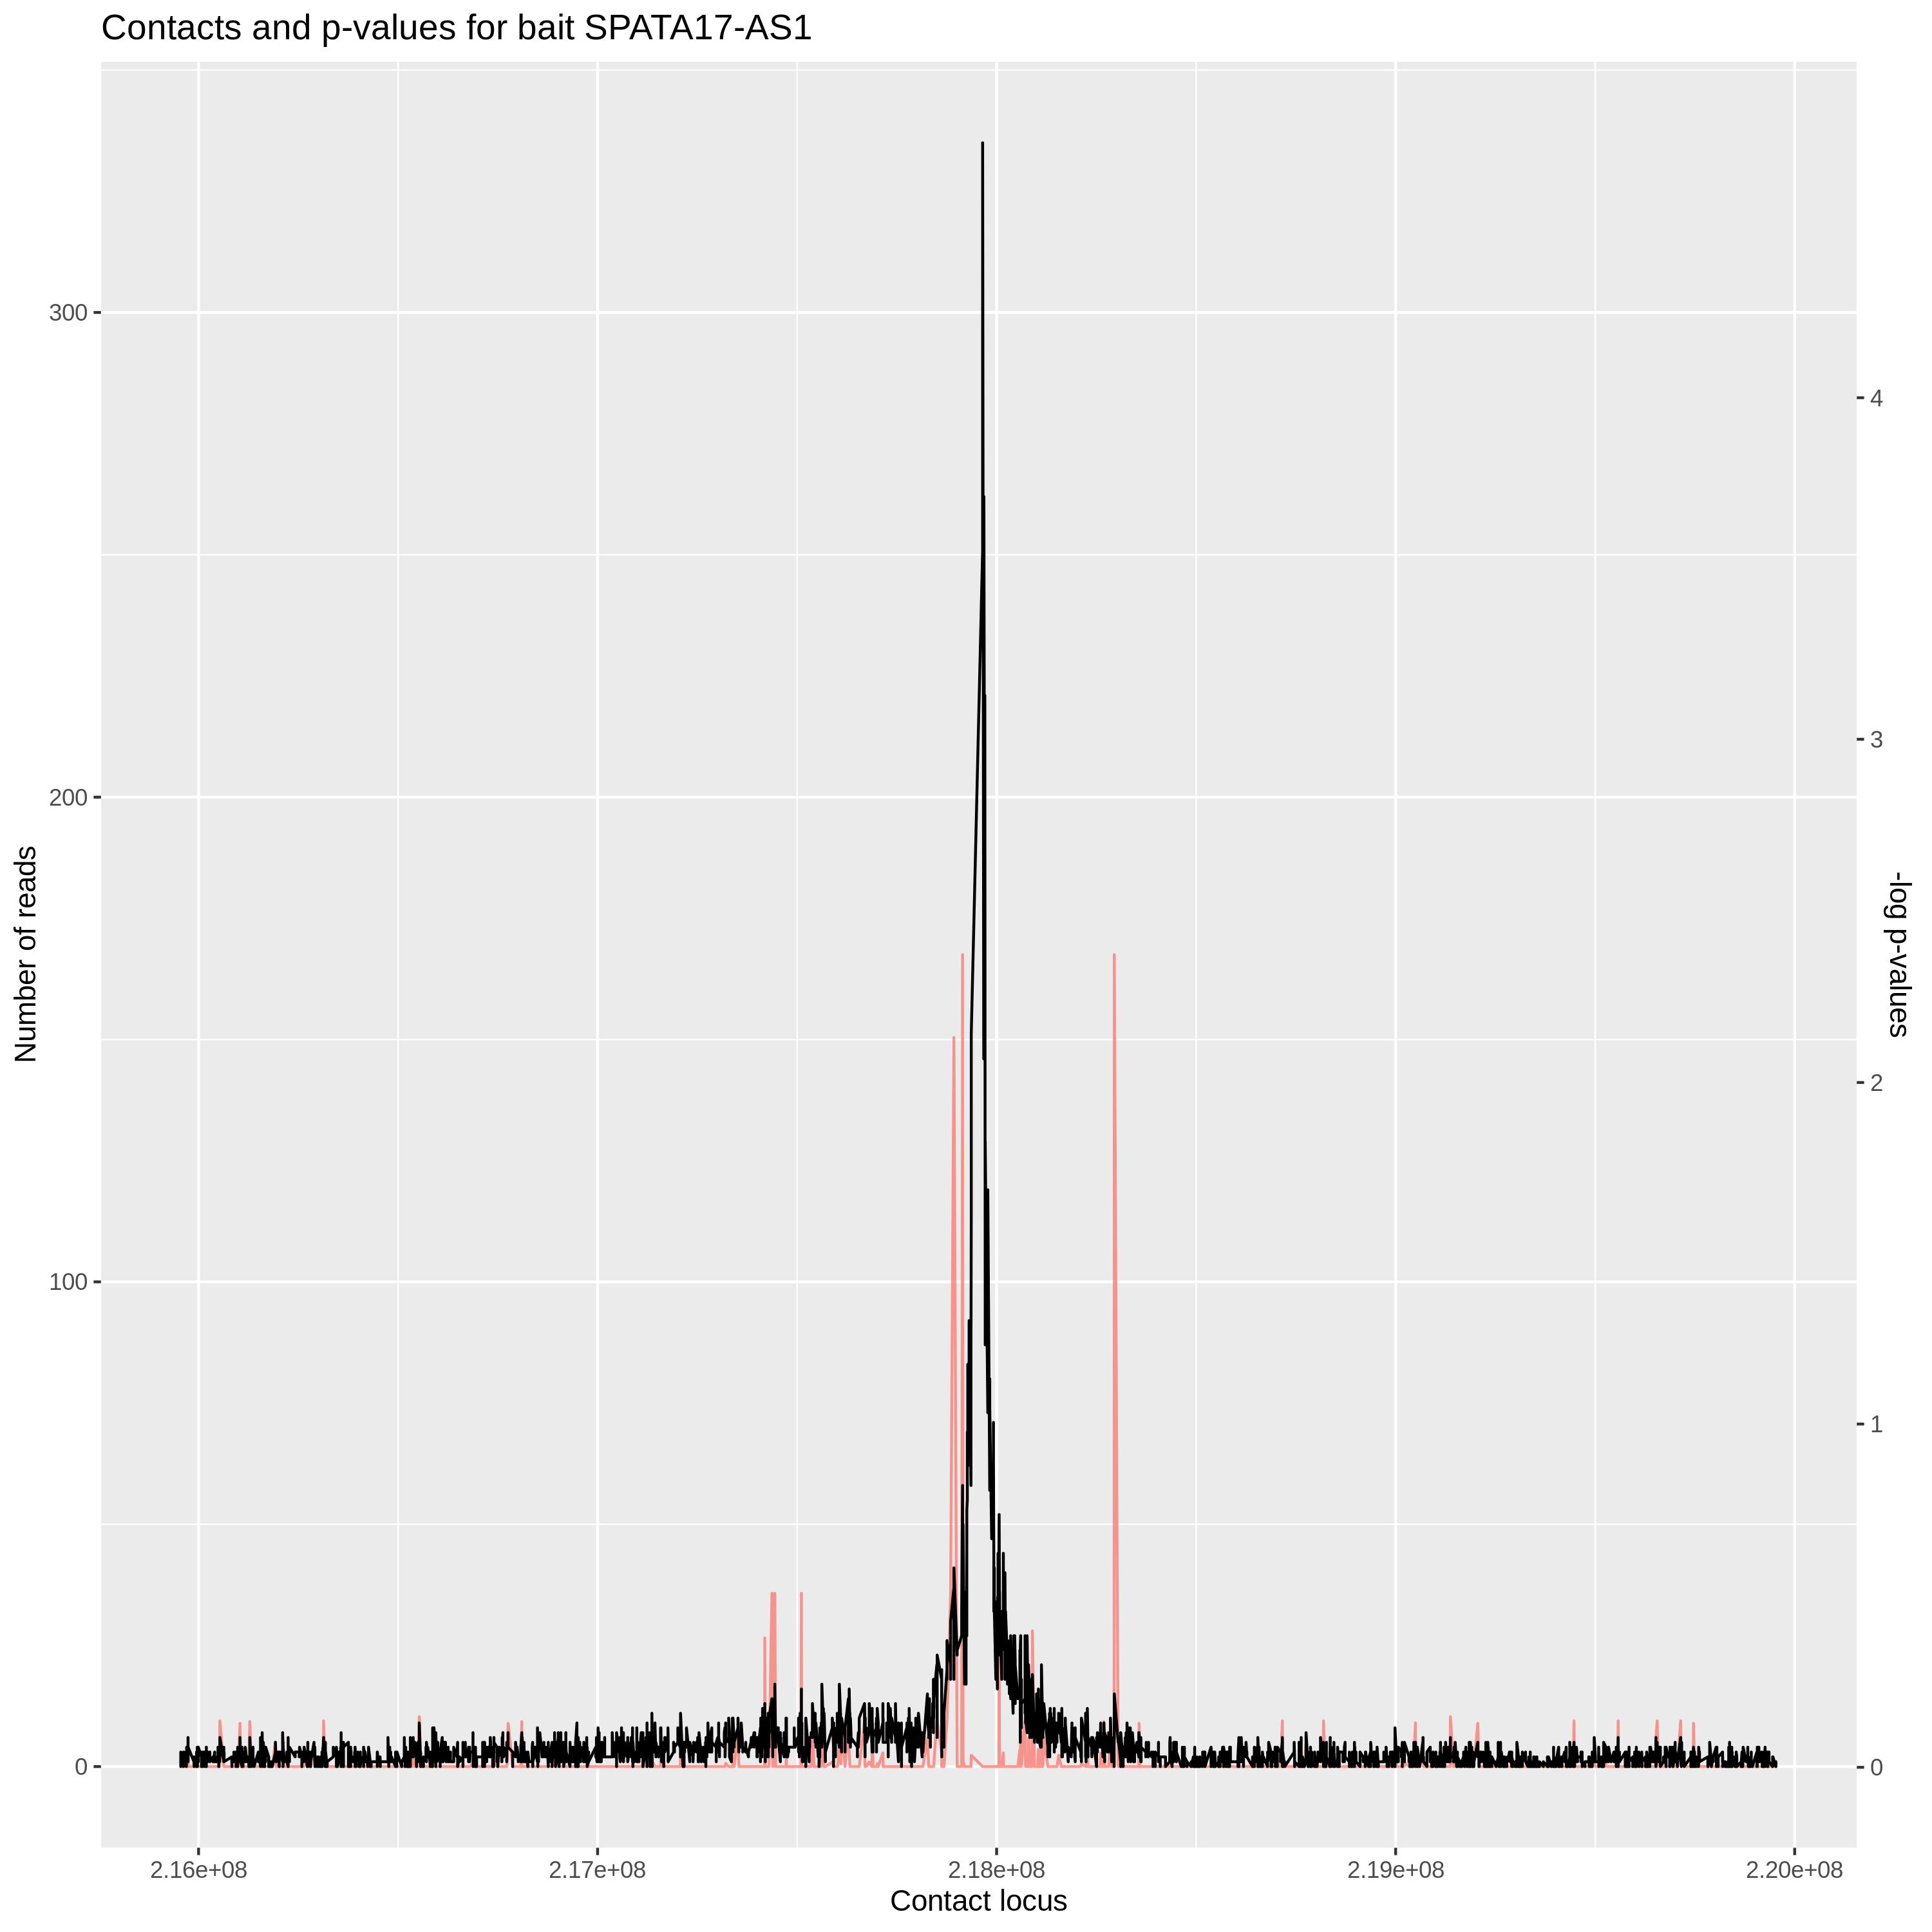 Contacts and p-values for bait SPATA17-AS1
Number of reads
300
200
100
0
4
3
2
1
0
-log p-values
2.16e+08
2.17e+08
2.18e+08
2.19e+08
2.20e+08
Contact locus